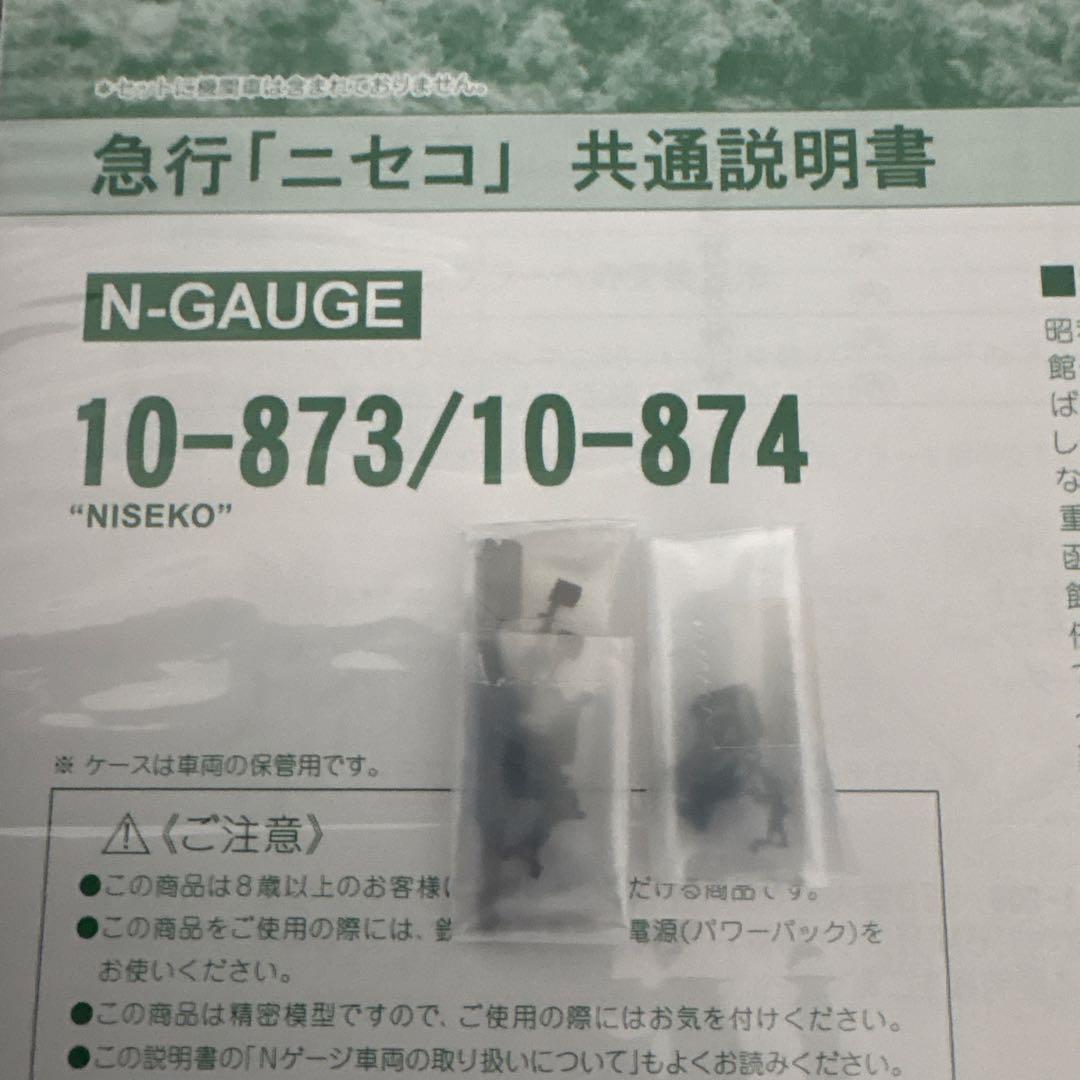 *セットに機関車は含まれておりません。
急行「ニセコ」 共通説明書
N-GAUGE
10-873/10-874
“NISEKO”
※ ケースは車両の保管用です。
⚠《ご注意》
●この商品は8歳以上のお客様に だける商品です。
●この商品をご使用の際には、 電源(パワーパック)を
お使いください。
●この商品は精密模型ですので、ご使用の際にはお気を付けください。
●この説明書の「Nゲージ車両の取り扱いについて」もよくお読みください。
■
昭
館
ば
し
な
重
函
館